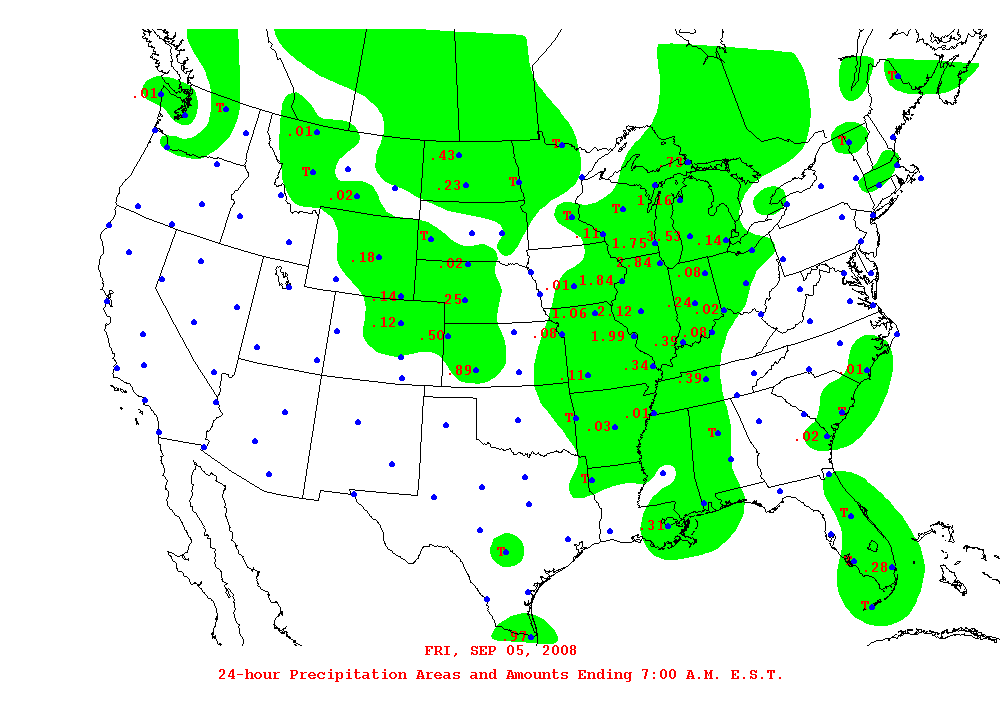 T
.01
T
.01
T
.43
T
T
.71
T
.23
T
.02
1.16
T
T
T
.11
1.75
3.53
.14
.18
.02
2.84
.08
.01
1.84
.14
.25
.24
.02
1.06
2.12
.12
.50
.08
1.99
.39
.08
.34
.89
.11
.39
.01
T
.01
T
.03
T
.02
T
T
.31
T
T
.28
T
.97
FRI, SEP 05, 2008
24-hour Precipitation Areas and Amounts Ending 7:00 A.M. E.S.T.